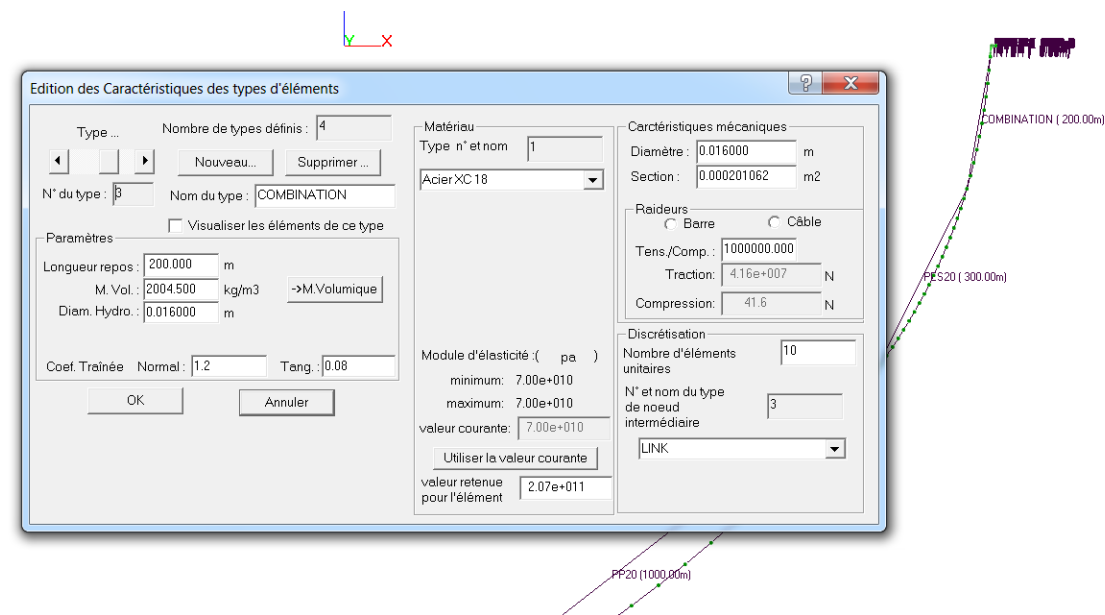 Y X
COMBINATION ( 200.00m)
PES20 ( 300.00m)
PP20 (1000.00m)
Edition des Caractéristiques des types d'éléments
Type ...
Nombre de types définis : 4
Nouveau...
Supprimer ...
N° du type : 3
Nom du type : COMBINATION
Visualiser les éléments de ce type
Paramètres
Longueur repos : 200.000 m
M. Vol. : 2004.500 kg/m3
->M.Volumique
Diam. Hydro. : 0.016000 m
Coef. Traînée Normal : 1.2 Tang. : 0.08
OK
Annuler
Matériau
Type n° et nom 1
Acier XC 18
Module d'élasticité :( pa )
minimum: 7.00e+010
maximum: 7.00e+010
valeur courante: 7.00e+010
Utiliser la valeur courante
valeur retenue
pour l'élément 2.07e+011
Carctéristiques mécaniques
Diamètre : 0.016000 m
Section : 0.000201062 m2
Raideurs
Barre
Câble
Tens./Comp. : 1000000.000
Traction: 4.16e+007 N
Compression: 41.6 N
Discrétisation
Nombre d'éléments
unitaires 10
N° et nom du type
de noeud
intermédiaire 3
LINK